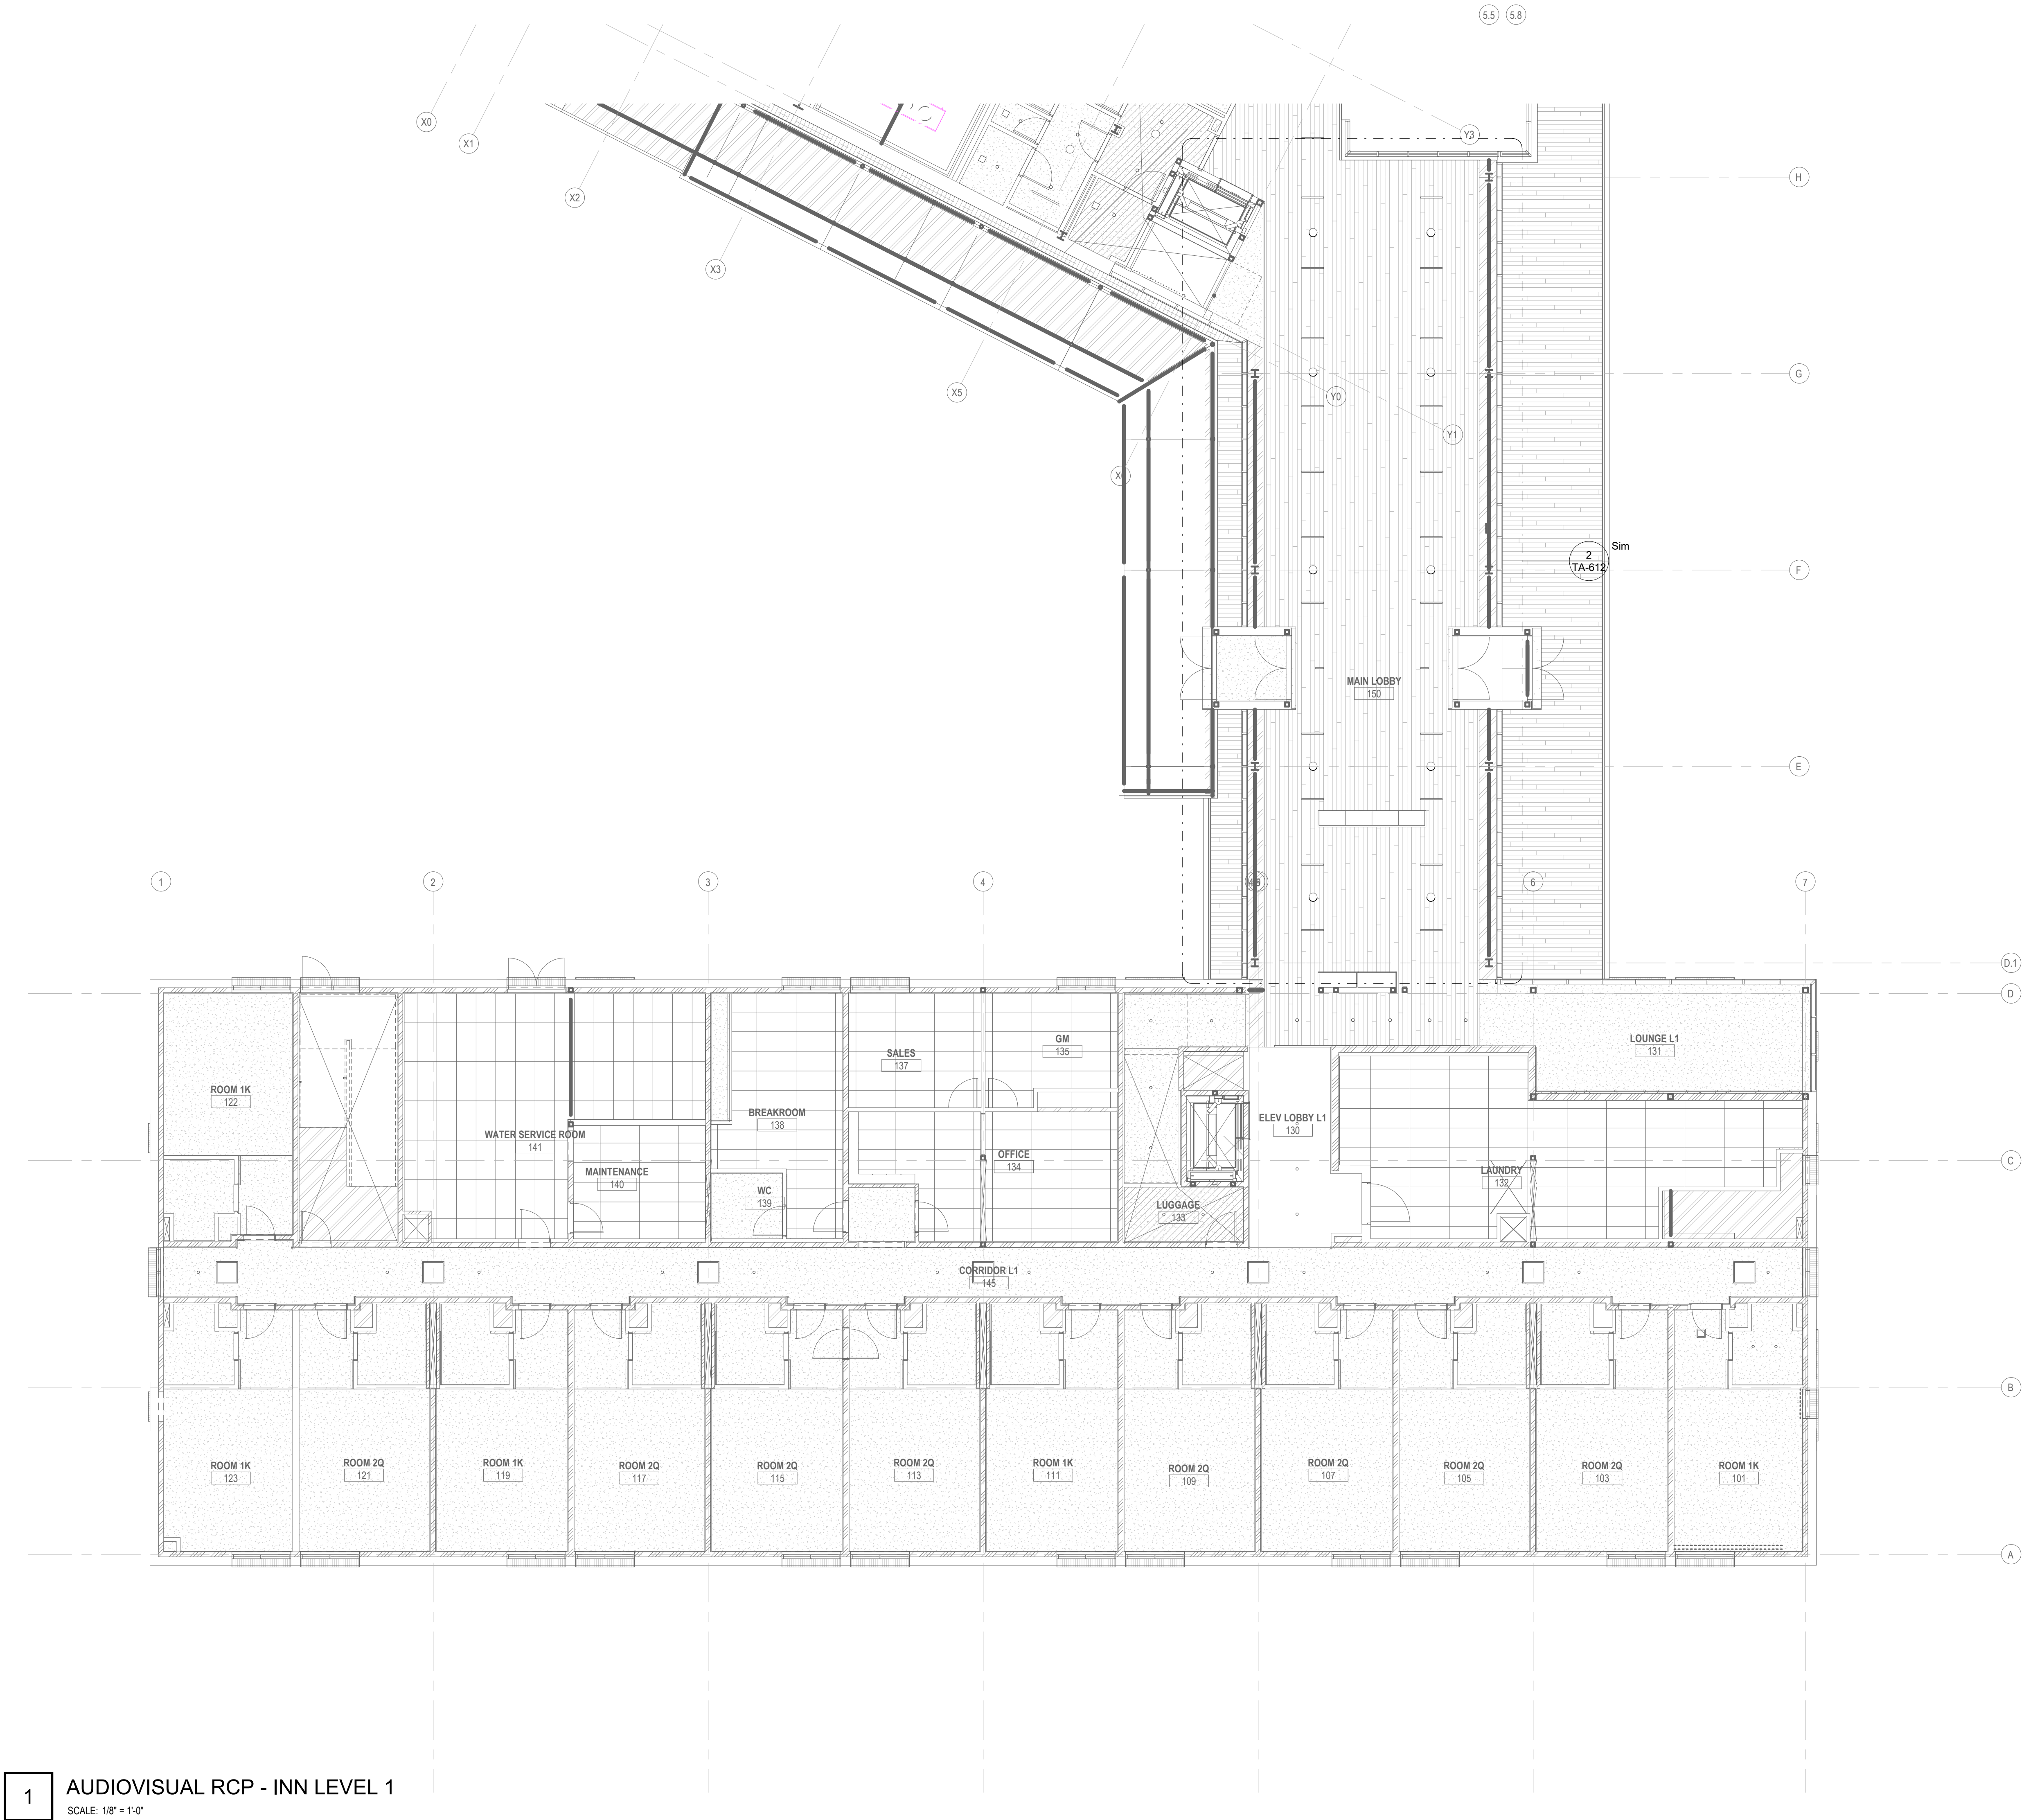 5.5 5.8
X0
X1
Y3
H
X2
X3
G
X5
Y0
Y1
X6
Sim
2
TA-612
F
MAIN LOBBY
150
E
1 2 3 4 6 7
D.1
D
LOUNGE L1
131
GM
135
SALES
137
ROOM 1K
122
BREAKROOM
138
ELEV LOBBY L1
130
WATER SERVICE ROOM
141
OFFICE
134
C
MAINTENANCE
140
LAUNDRY
132
WC
139
LUGGAGE
133
CORRIDOR L1
145
B
ROOM 1K
123
ROOM 2Q
121
ROOM 1K
119
ROOM 2Q
117
ROOM 2Q
115
ROOM 2Q
113
ROOM 1K
111
ROOM 2Q
109
ROOM 2Q
107
ROOM 2Q
105
ROOM 2Q
103
ROOM 1K
101
A
1
AUDIOVISUAL RCP - INN LEVEL 1
SCALE: 1/8" = 1'-0"